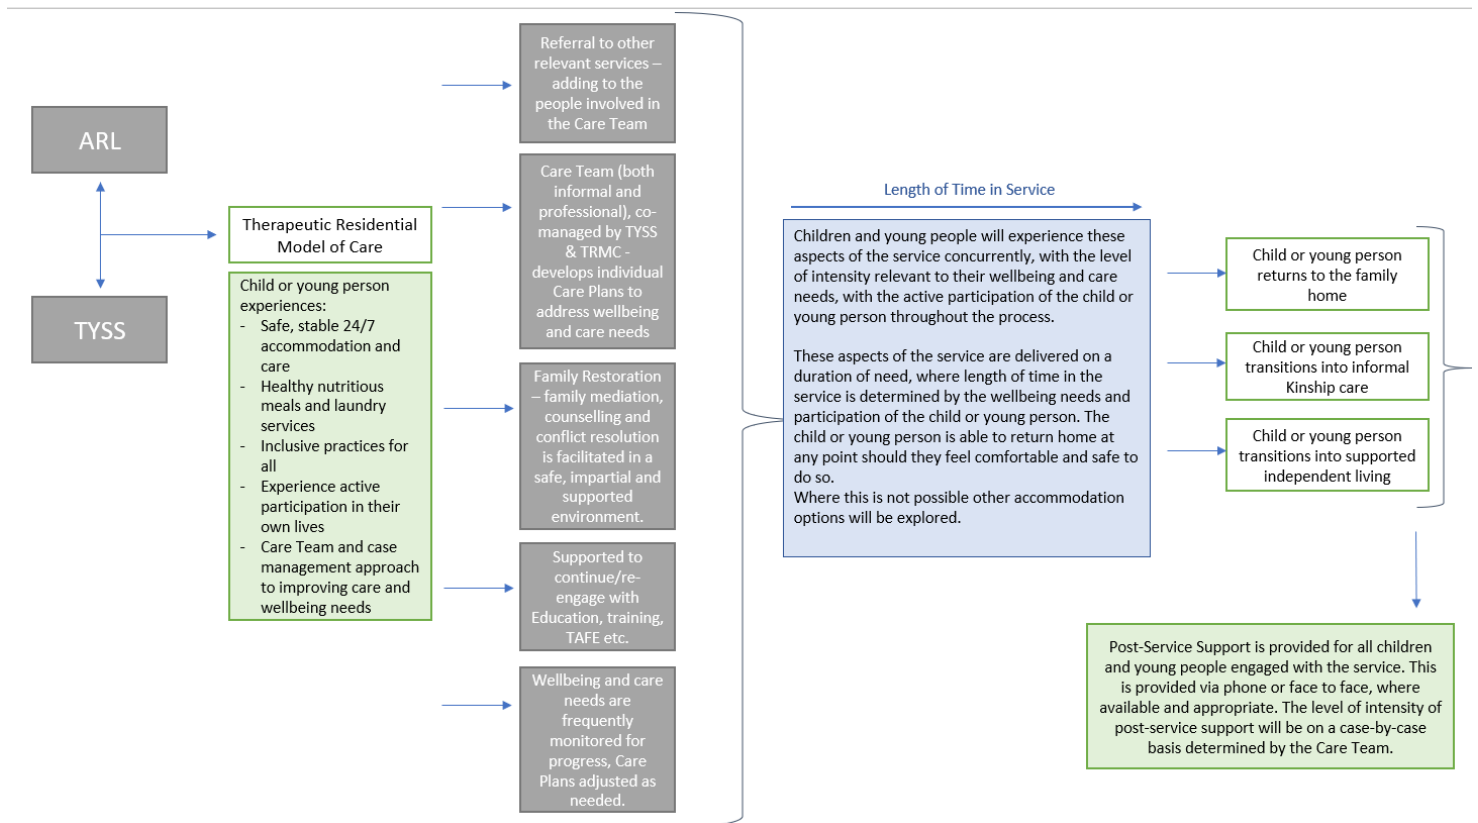 ARL
TYSS
Therapeutic Residential
Model of Care
Child or young person
experiences:
- Safe, stable 24/7
accommodation and
care
- Healthy nutritious
meals and laundry
services
- Inclusive practices for
all
- Experience active
participation in their
own lives
- Care Team and case
management approach
to improving care and
wellbeing needs
Referral to other
relevant services –
adding to the
people involved in
the Care Team
Care Team (both
informal and
professional), co-
managed by TYSS
& TRMC -
develops individual
Care Plans to
address wellbeing
and care needs
Family Restoration
– family mediation,
counselling and
conflict resolution
is facilitated in a
safe, impartial and
supported
environment.
Supported to
continue/re-
engage with
Education, training,
TAFE etc.
Wellbeing and care
needs are
frequently
monitored for
progress, Care
Plans adjusted as
needed.
Length of Time in Service
Children and young people will experience these
aspects of the service concurrently, with the level
of intensity relevant to their wellbeing and care
needs, with the active participation of the child or
young person throughout the process.
These aspects of the service are delivered on a
duration of need, where length of time in the
service is determined by the wellbeing needs and
participation of the child or young person. The
child or young person is able to return home at
any point should they feel comfortable and safe to
do so.
Where this is not possible other accommodation
options will be explored.
Child or young person
returns to the family
home
Child or young person
transitions into informal
Kinship care
Child or young person
transitions into supported
independent living
Post-Service Support is provided for all children
and young people engaged with the service. This
is provided via phone or face to face, where
available and appropriate. The level of intensity of
post-service support will be on a case-by-case
basis determined by the Care Team.